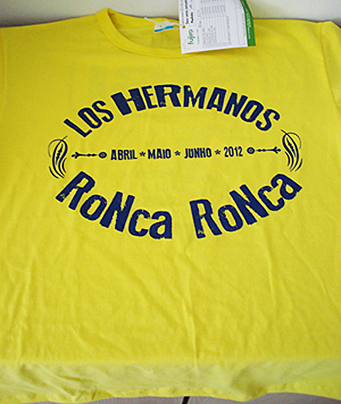 LOS HERMANOS
ABRIL * MAIO * JUNHO * 2012
RoNca RoNca